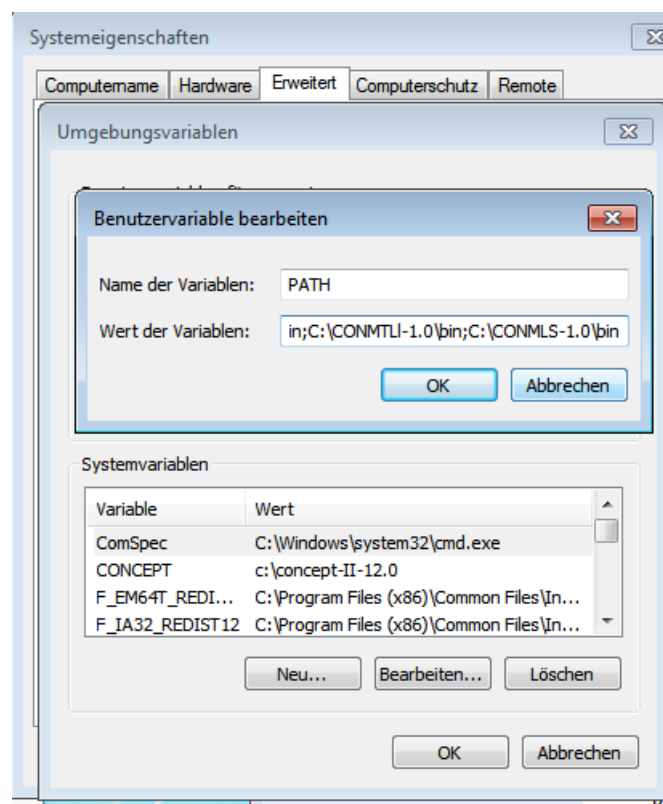 Systemeigenschaften
Computername Hardware Erweitert Computerschutz Remote
Umgebungsvariablen
Benutzervariable bearbeiten
Name der Variablen: PATH
Wert der Variablen: in;C:\CONMTLl-1.0\bin;C:\CONMLS-1.0\bin
OK Abbrechen
Systemvariablen
Variable Wert
ComSpec C:\Windows\system32\cmd.exe
CONCEPT c:\concept-II-12.0
F_EM64T_REDI... C:\Program Files (x86)\Common Files\In...
F_IA32_REDIST12 C:\Program Files (x86)\Common Files\In...
Neu... Bearbeiten... Löschen
OK Abbrechen